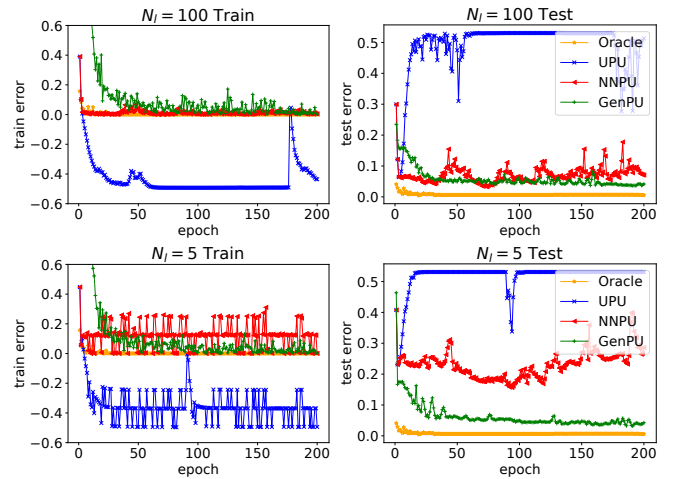 N_l = 100 Train
train error
0.6
0.4
0.2
0.0
−0.2
−0.4
−0.6
0 50 100 150 200
epoch
N_l = 100 Test
test error
0.5
0.4
0.3
0.2
0.1
0.0
0 50 100 150 200
epoch
Oracle
UPU
NNPU
GenPU
N_l = 5 Train
train error
0.6
0.4
0.2
0.0
−0.2
−0.4
−0.6
0 50 100 150 200
epoch
N_l = 5 Test
test error
0.5
0.4
0.3
0.2
0.1
0.0
0 50 100 150 200
epoch
Oracle
UPU
NNPU
GenPU